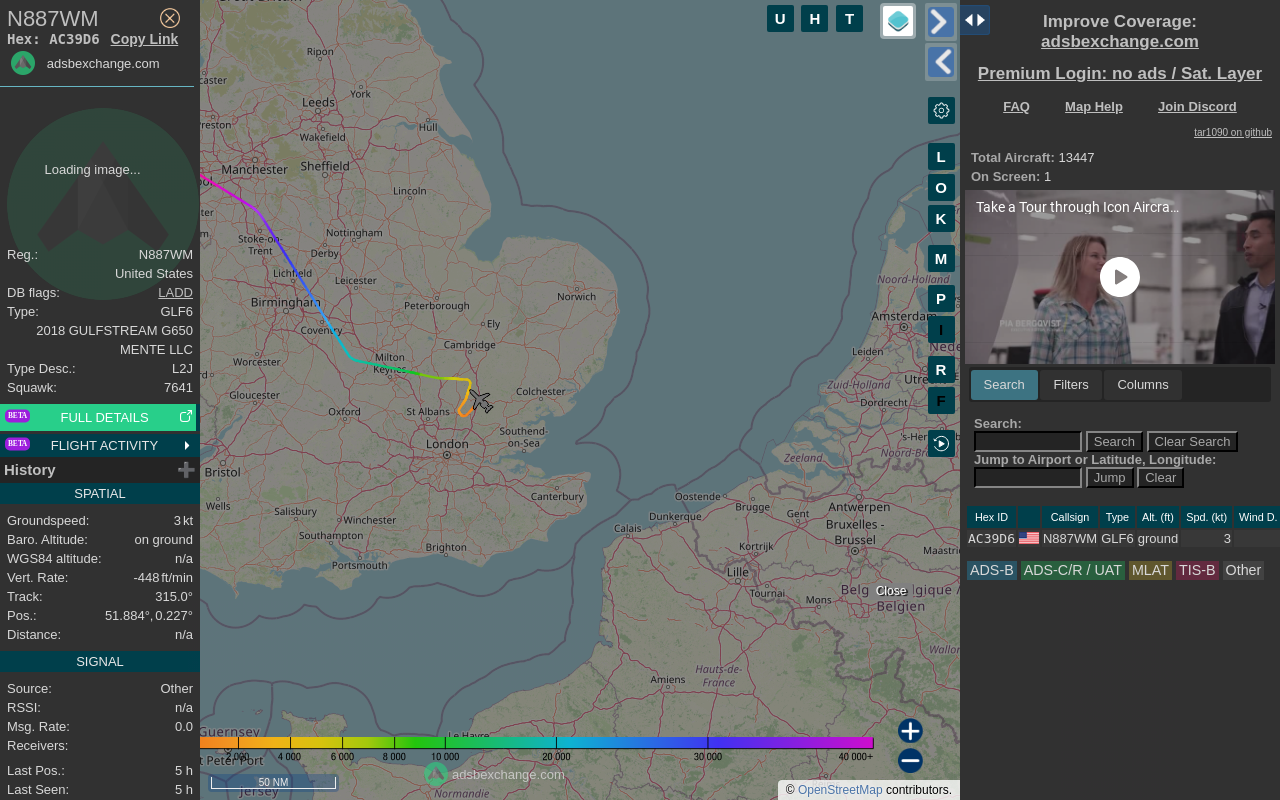 N887WM
Hex: AC39D6 Copy Link
adsbexchange.com
Loading image...
Reg.: N887WM
United States
DB flags: LADD
Type: GLF6
2018 GULFSTREAM G650
MENTE LLC
Type Desc.: L2J
Squawk: 7641
BETA FULL DETAILS
BETA FLIGHT ACTIVITY
History
SPATIAL
Groundspeed: 3 kt
Baro. Altitude: on ground
WGS84 altitude: n/a
Vert. Rate: -448 ft/min
Track: 315.0°
Pos.: 51.884°, 0.227°
Distance: n/a
SIGNAL
Source: Other
RSSI: n/a
Msg. Rate: 0.0
Receivers:
Last Pos.: 5 h
Last Seen: 5 h
U H T
L
O
K
M
P
I
R
F
Ripon
York
Leeds
Hull
Preston
Wakefield
Manchester
Sheffield
Lincoln
Stoke-on-
Trent
Nottingham
Derby
Lichfield
Leicester
Norwich
Birmingham
Peterborough
Coventry
Ely
Cambridge
Worcester
Milton
Keynes
Colchester
Gloucester
Oxford
St Albans
Southend-
on-Sea
London
Bristol
Wells
Salisbury
Winchester
Southampton
Canterbury
Brighton
Portsmouth
Noord-Holland
Amsterdam
Leiden
Zuid-Holland
Dordrecht
Zeeland
Oostende
Brugge
Antwerpen
Gent
Dunkerque
Calais
Bruxelles -
Brussel
Kortrijk
Lille
Tournai
Mons
Close
Belgien
Hauts-de-
France
Amiens
Guernsey
Le Havre
Jersey
Normandie
2 000 4 000 6 000 8 000 10 000 20 000 30 000 40 000+
50 NM
adsbexchange.com
© OpenStreetMap contributors.
Improve Coverage:
adsbexchange.com
Premium Login: no ads / Sat. Layer
FAQ Map Help Join Discord
tar1090 on github
Total Aircraft: 13447
On Screen: 1
Take a Tour through Icon Aircra...
PIA BERGQVIST
Search Filters Columns
Search:
Search Clear Search
Jump to Airport or Latitude, Longitude:
Jump Clear
Hex ID Callsign Type Alt. (ft) Spd. (kt) Wind D.
AC39D6 N887WM GLF6 ground 3
ADS-B ADS-C/R / UAT MLAT TIS-B Other